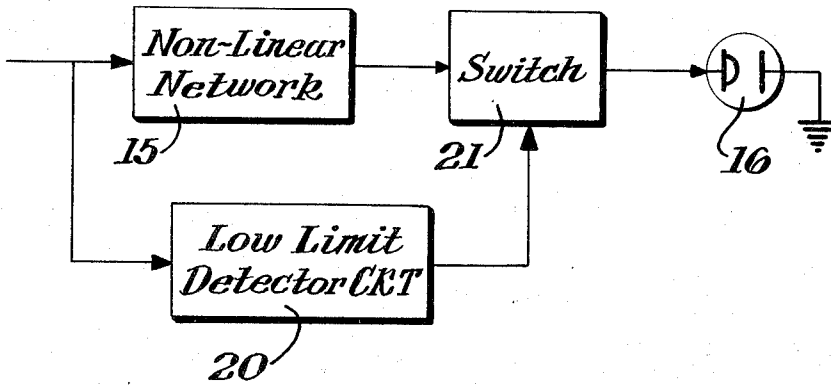 Non-Linear
Network
15
Switch
21
16
Low Limit
Detector CKT
20